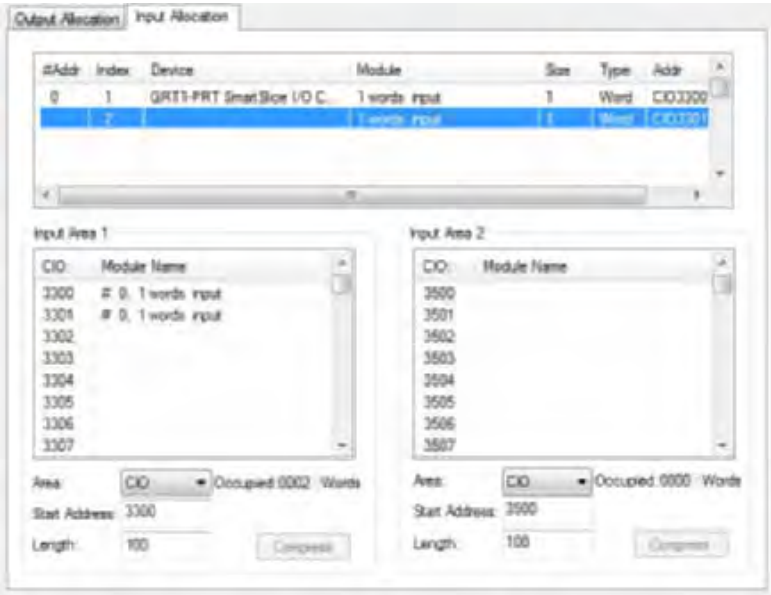 Output Allocation Input Allocation
#Addr Index Device Module Size Type Addr
0 1 GRT1-PRT SmartSlice I/O C... 1 words input 1 Word CIO3300
2 1 words input 1 Word CIO3301
Input Area 1
CIO: Module Name
3300 # 0, 1 words input
3301 # 0, 1 words input
3302
3303
3304
3305
3306
3307
Area: CIO Occupied:0002 Words
Start Address: 3300
Length: 100 Compress
Input Area 2
CIO: Module Name
3500
3501
3502
3503
3504
3505
3506
3507
Area: CIO Occupied:0000 Words
Start Address: 3500
Length: 100 Compress